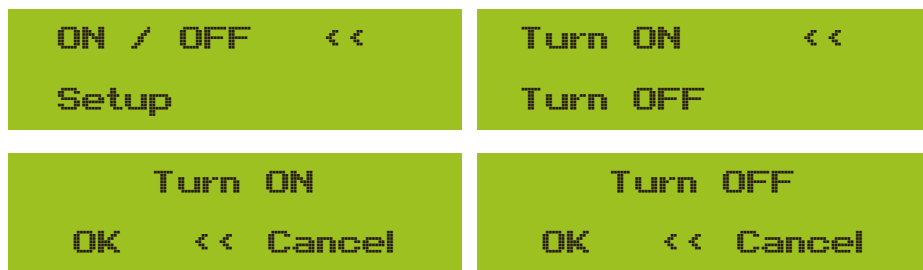 ON / OFF <<
Setup
Turn ON <<
Turn OFF
Turn ON
OK << Cancel
Turn OFF
OK << Cancel